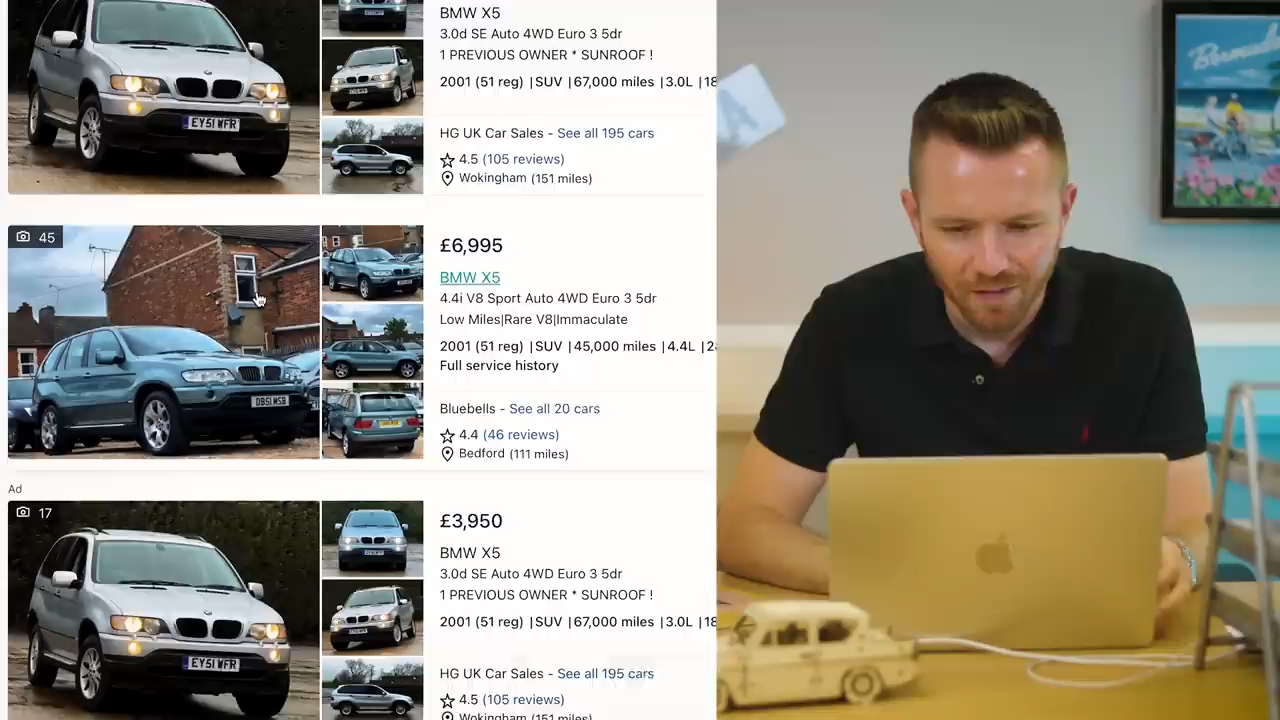 BMW X5
3.0d SE Auto 4WD Euro 3 5dr
1 PREVIOUS OWNER * SUNROOF !
2001 (51 reg) | SUV | 67,000 miles | 3.0L | 18
EY51 WFR
HG UK Car Sales - See all 195 cars
4.5 (105 reviews)
Wokingham (151 miles)
45
£6,995
BMW X5
4.4i V8 Sport Auto 4WD Euro 3 5dr
Low Miles|Rare V8|Immaculate
2001 (51 reg) | SUV | 45,000 miles | 4.4L |
Full service history
DB51 MSB
Bluebells - See all 20 cars
4.4 (46 reviews)
Bedford (111 miles)
Ad
17
£3,950
BMW X5
3.0d SE Auto 4WD Euro 3 5dr
1 PREVIOUS OWNER * SUNROOF !
2001 (51 reg) | SUV | 67,000 miles | 3.0L | 18
EY51 WFR
HG UK Car Sales - See all 195 cars
4.5 (105 reviews)
Wokingham (151 miles)